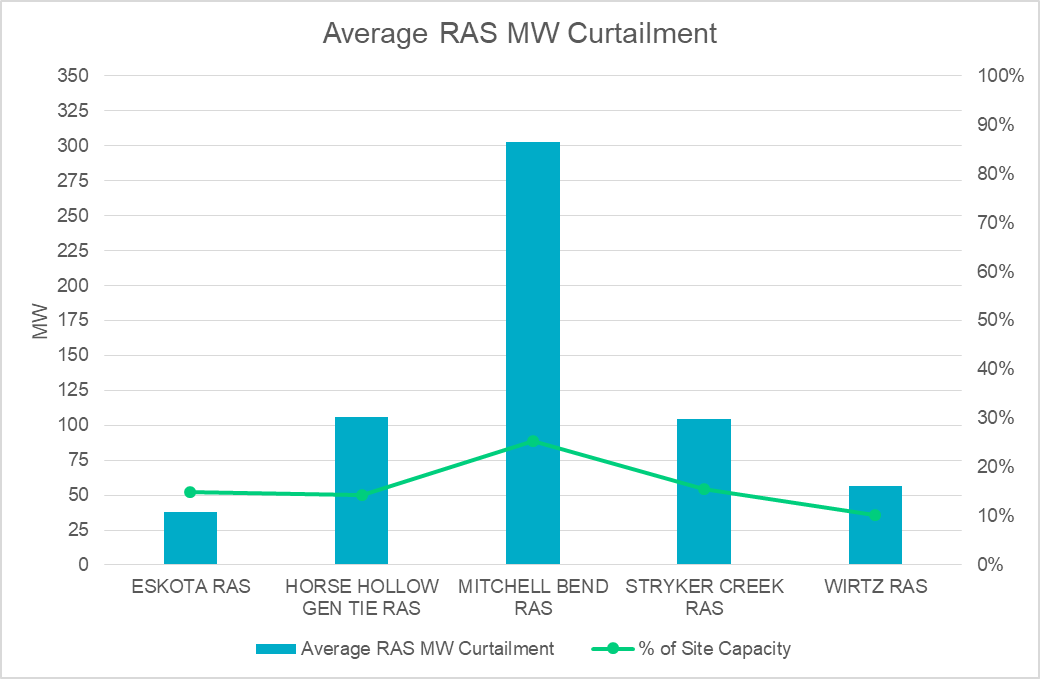 Average RAS MW Curtailment
350
325
300
275
250
225
200
175
150
125
100
75
50
25
0
MW
100%
90%
80%
70%
60%
50%
40%
30%
20%
10%
0%
ESKOTA RAS
HORSE HOLLOW
GEN TIE RAS
MITCHELL BEND
RAS
STRYKER CREEK
RAS
WIRTZ RAS
Average RAS MW Curtailment
% of Site Capacity